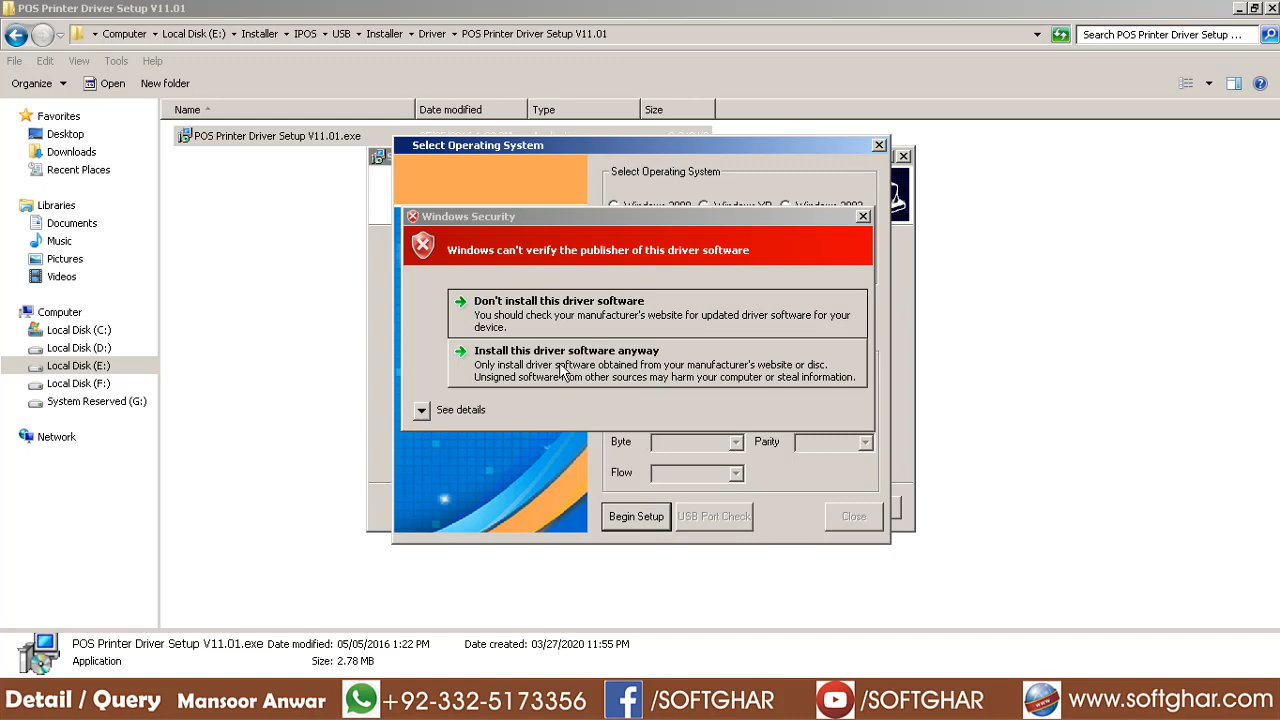 POS Printer Driver Setup V11.01
Computer Local Disk (E:) Installer IPOS USB Installer Driver POS Printer Driver Setup V11.01
Search POS Printer Driver Setup ...
File Edit View Tools Help
Organize Open New folder
Name Date modified Type Size
Favorites
Desktop
Downloads
Recent Places
Libraries
Documents
Music
Pictures
Videos
Computer
Local Disk (C:)
Local Disk (D:)
Local Disk (E:)
Local Disk (F:)
System Reserved (G:)
Network
POS Printer Driver Setup V11.01.exe
Select Operating System
Select Operating System
Windows Security
Windows can't verify the publisher of this driver software
Don't install this driver software
You should check your manufacturer's website for updated driver software for your
device.
Install this driver software anyway
Only install driver software obtained from your manufacturer's website or disc.
Unsigned software from other sources may harm your computer or steal information.
See details
Byte Parity
Flow
Begin Setup USB Port Check Close
POS Printer Driver Setup V11.01.exe Date modified: 05/05/2016 1:22 PM Date created: 03/27/2020 11:55 PM
Application Size: 2.78 MB
Detail / Query Mansoor Anwar +92-332-5173356 /SOFTGHAR /SOFTGHAR www.softghar.com